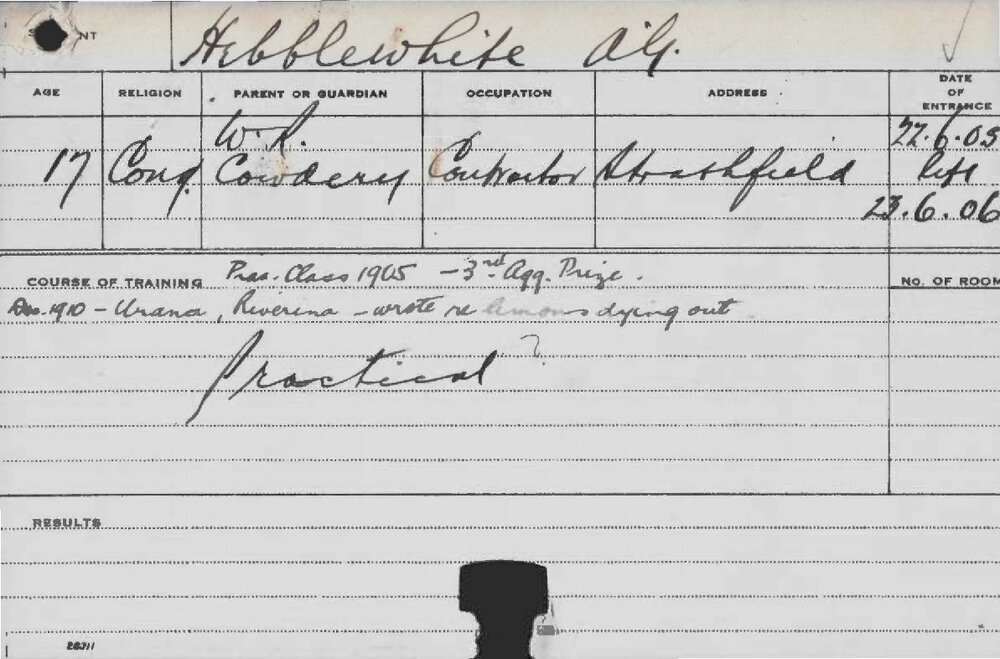 Hebblewhite A.G.
AGE RELIGION PARENT OR GUARDIAN OCCUPATION ADDRESS DATE OF ENTRANCE
17 Cong. W. R. Cowdery Contractor Strathfield 22.6.05
left
23.6.06
COURSE OF TRAINING Prac. Class 1905 - 3rd Agg. Prize.
NO. OF ROOM
Dec. 1910 - Urana, Riverina - wrote re lemons dying out
Practical ?
RESULTS